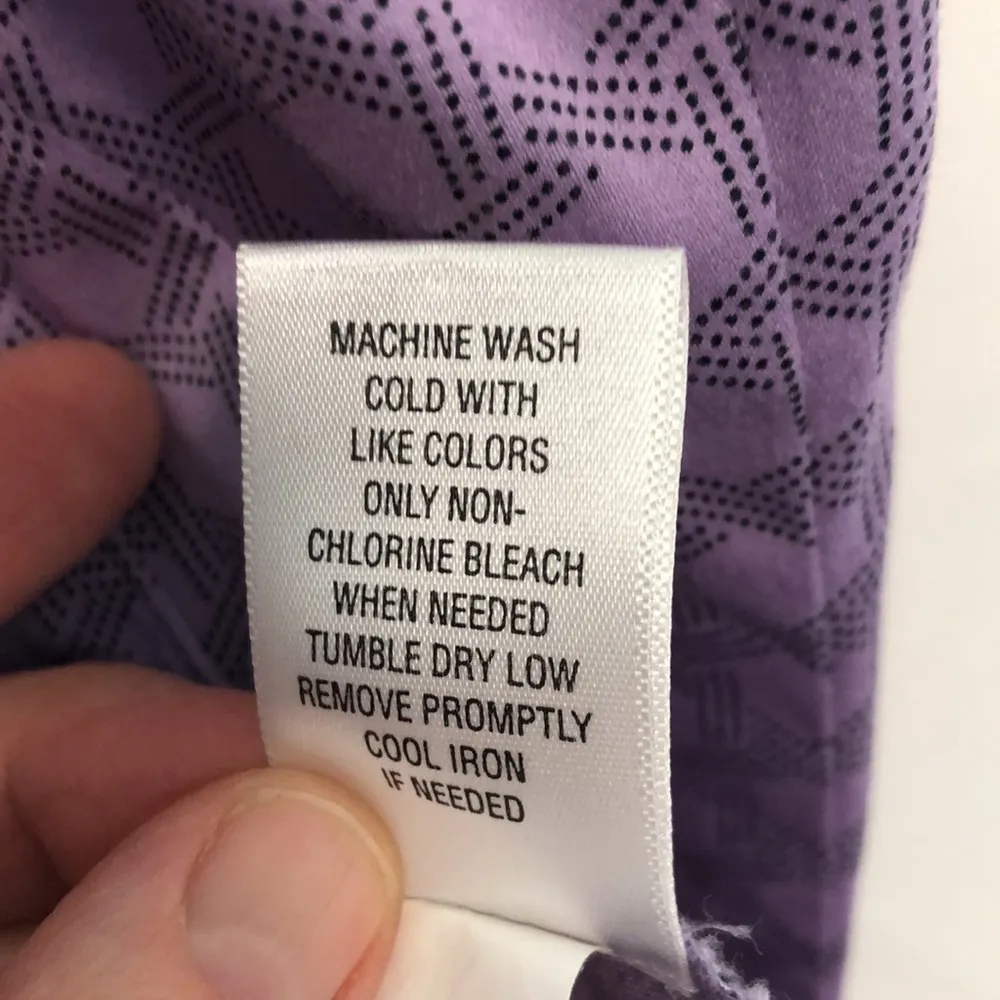 MACHINE WASH
COLD WITH
LIKE COLORS
ONLY NON-
CHLORINE BLEACH
WHEN NEEDED
TUMBLE DRY LOW
REMOVE PROMPTLY
COOL IRON
IF NEEDED